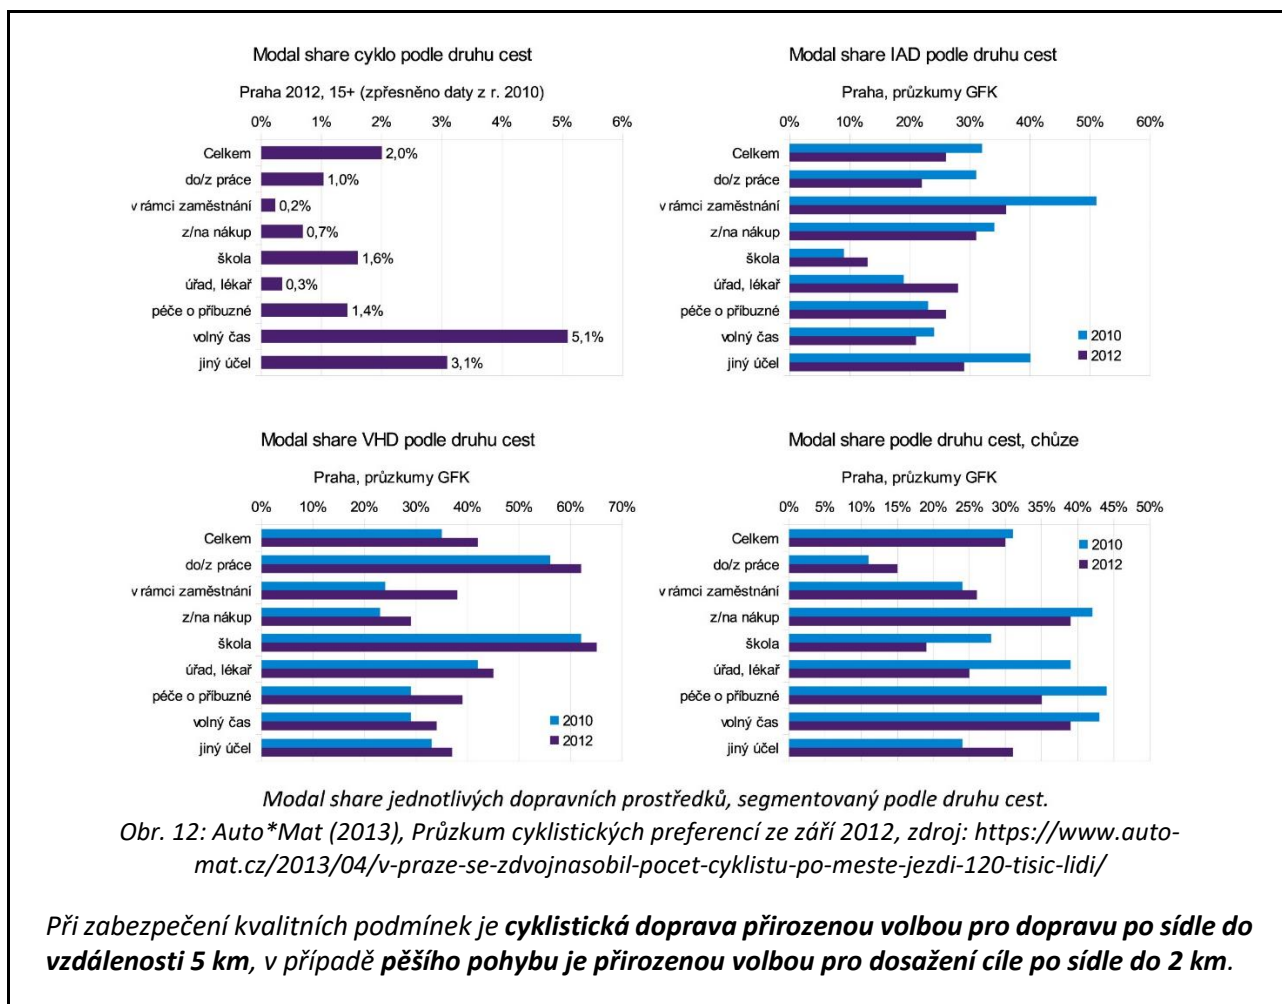 Modal share cyklo podle druhu cest
Praha 2012, 15+ (zpřesněno daty z r. 2010)
0% 1% 2% 3% 4% 5% 6%
Celkem 2,0%
do/z práce 1,0%
v rámci zaměstnání 0,2%
z/na nákup 0,7%
škola 1,6%
úřad, lékař 0,3%
péče o příbuzné 1,4%
volný čas 5,1%
jiný účel 3,1%
Modal share IAD podle druhu cest
Praha, průzkumy GFK
0% 10% 20% 30% 40% 50% 60%
Celkem
do/z práce
v rámci zaměstnání
z/na nákup
škola
úřad, lékař
péče o příbuzné
volný čas
jiný účel
2010
2012
Modal share VHD podle druhu cest
Praha, průzkumy GFK
0% 10% 20% 30% 40% 50% 60% 70%
Celkem
do/z práce
v rámci zaměstnání
z/na nákup
škola
úřad, lékař
péče o příbuzné
volný čas
jiný účel
2010
2012
Modal share podle druhu cest, chůze
Praha, průzkumy GFK
0% 5% 10% 15% 20% 25% 30% 35% 40% 45% 50%
Celkem
do/z práce
v rámci zaměstnání
z/na nákup
škola
úřad, lékař
péče o příbuzné
volný čas
jiný účel
2010
2012
Modal share jednotlivých dopravních prostředků, segmentovaný podle druhu cest.
Obr. 12: Auto*Mat (2013), Průzkum cyklistických preferencí ze září 2012, zdroj: https://www.auto-
mat.cz/2013/04/v-praze-se-zdvojnasobil-pocet-cyklistu-po-meste-jezdi-120-tisic-lidi/
Při zabezpečení kvalitních podmínek je cyklistická doprava přirozenou volbou pro dopravu po sídle do
vzdálenosti 5 km, v případě pěšího pohybu je přirozenou volbou pro dosažení cíle po sídle do 2 km.